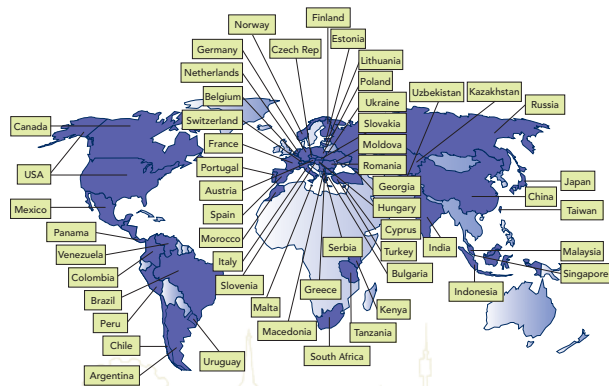 Finland
Norway
Estonia
Germany
Czech Rep
Lithuania
Netherlands
Poland
Belgium
Uzbekistan
Kazakhstan
Ukraine
Russia
Switzerland
Slovakia
Canada
France
Moldova
USA
Portugal
Romania
Austria
Georgia
Japan
China
Mexico
Spain
Hungary
Taiwan
Panama
Morocco
Cyprus
Venezuela
Italy
Serbia
Turkey
India
Malaysia
Colombia
Slovenia
Bulgaria
Singapore
Brazil
Malta
Greece
Indonesia
Peru
Macedonia
Kenya
Tanzania
Chile
Uruguay
South Africa
Argentina